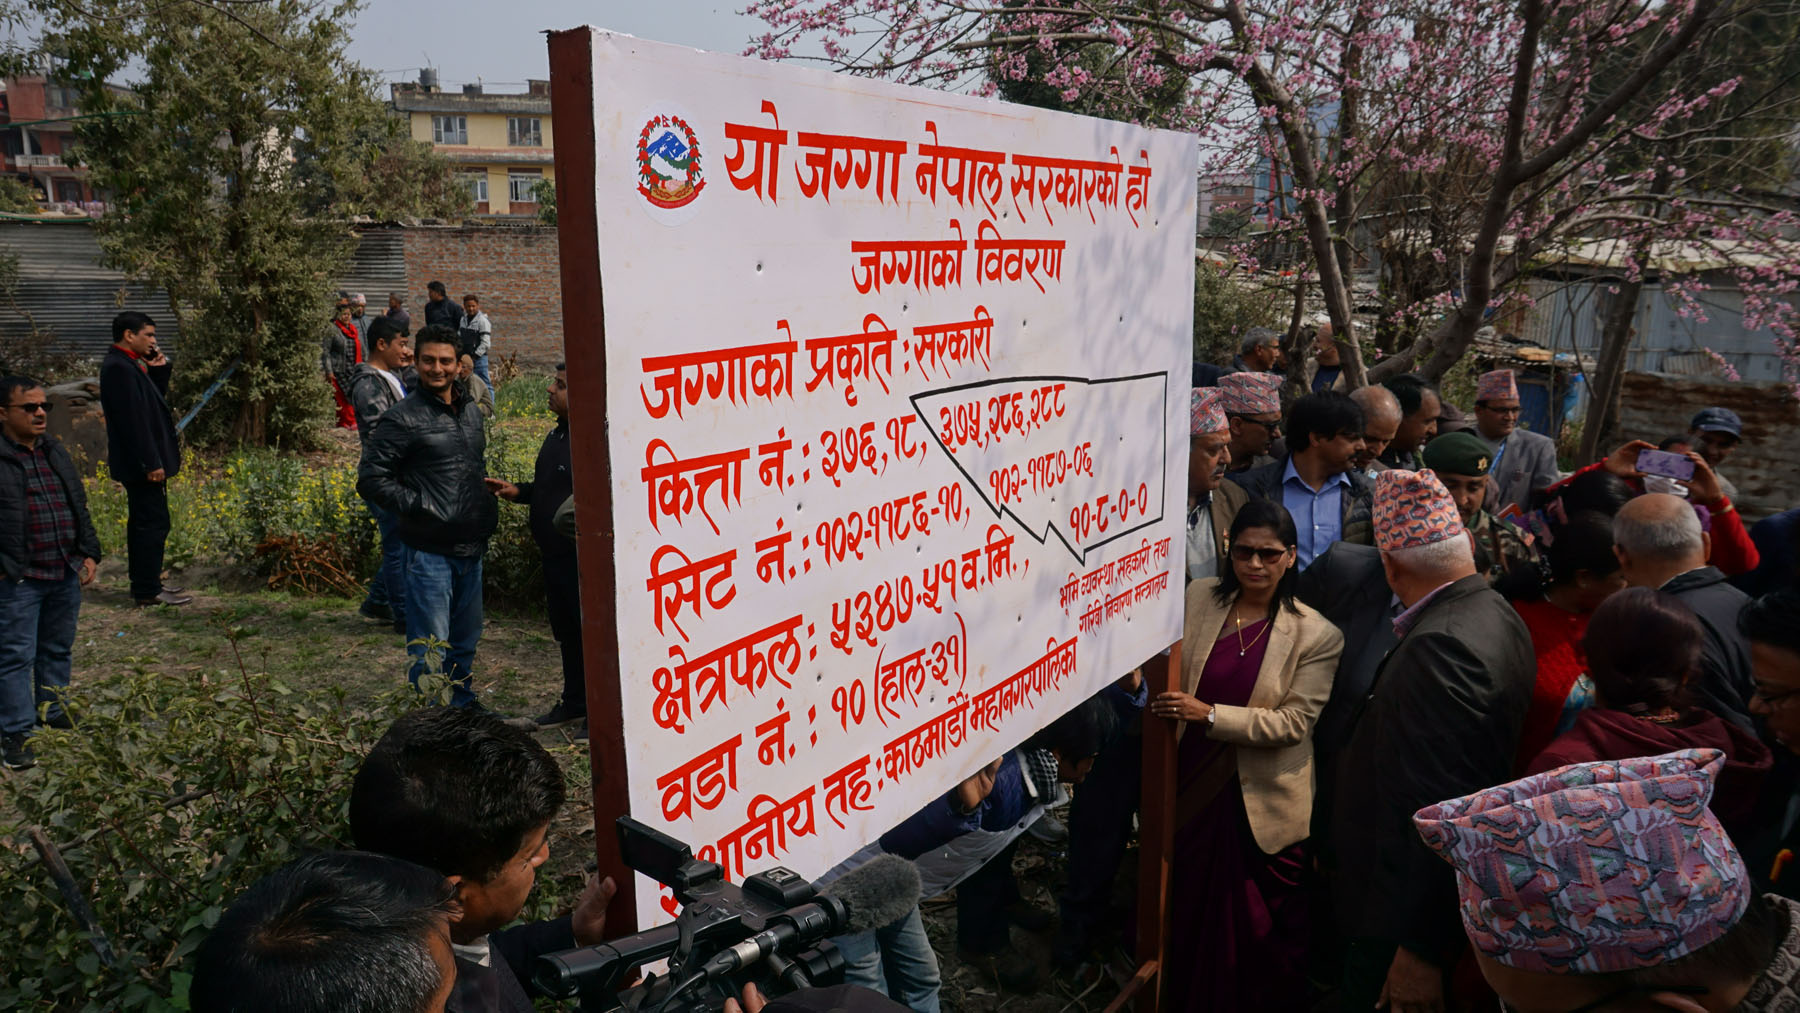 यो जग्गा नेपाल सरकारको हो
जग्गाको विवरण
जग्गाको प्रकृति : सरकारी
कित्ता नं. : ३७६,१८, ३७५,२८६,२८८
सिट नं. : १०२-११८६-१०, १०२-११८७-०६
क्षेत्रफल : ५३४७.५१ व.मि., १०-८-०-०
वडा नं. : १० (हाल-३१)
स्थानीय तह : काठमाडौं महानगरपालिका
भूमि व्यवस्था, सहकारी तथा
गरिवी निवारण मन्त्रालय